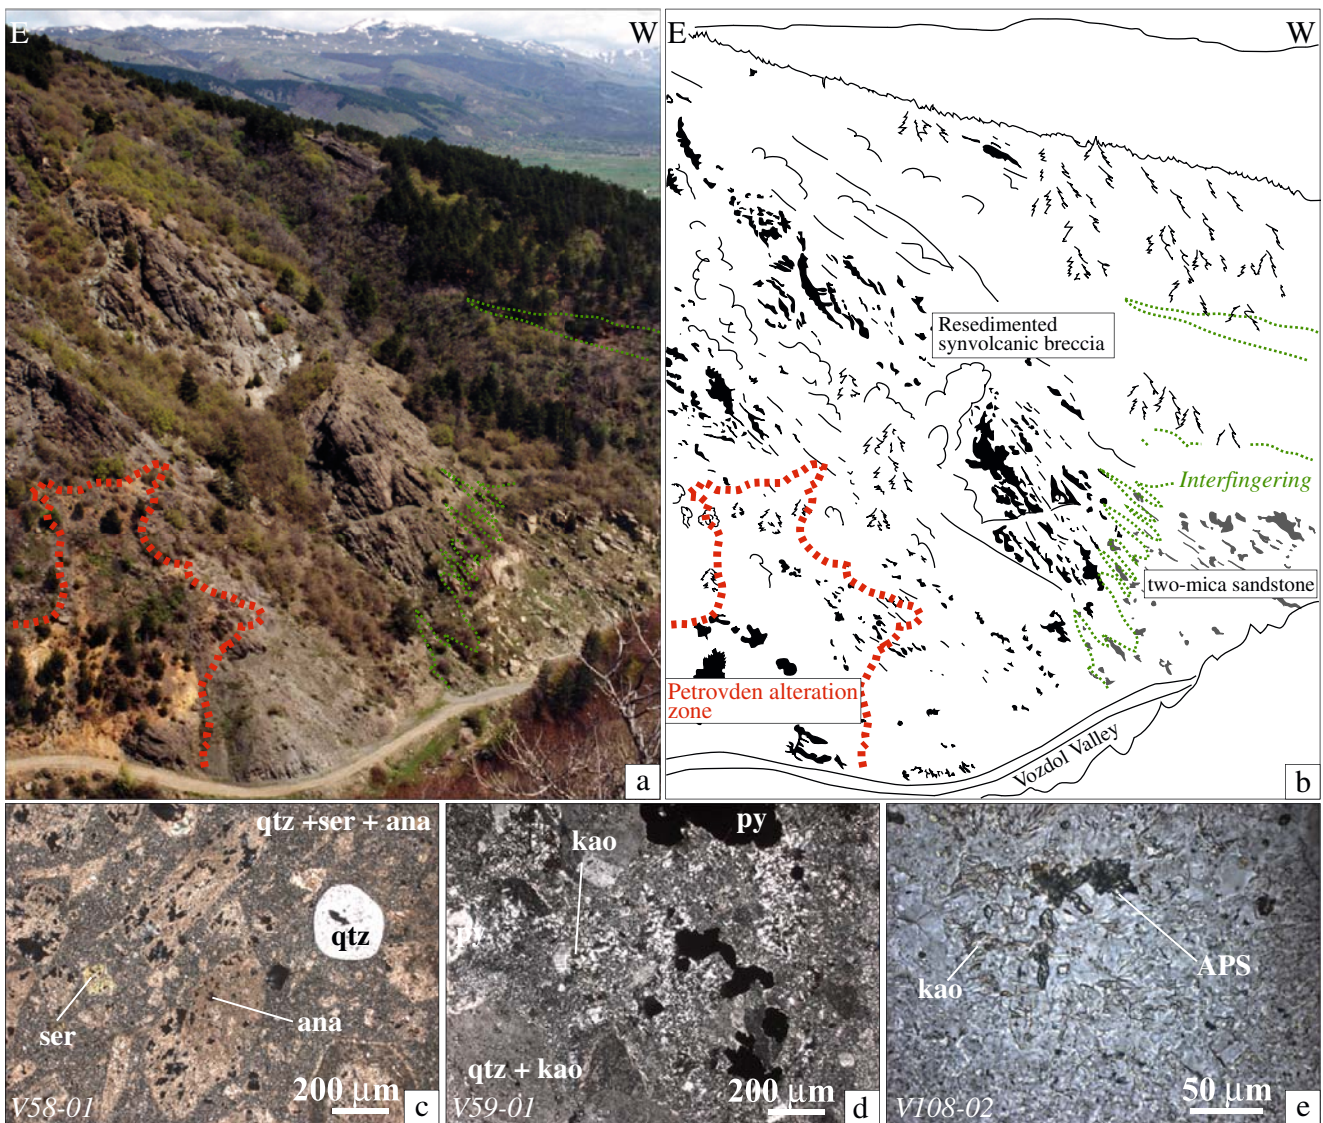 E
W
a
E
W
Resedimented
synvolcanic breccia
Interfingering
two-mica sandstone
Petrovden alteration
zone
Vozdol Valley
b
qtz +ser + ana
qtz
ser
ana
200 µm
V58-01
c
py
kao
qtz + kao
200 µm
V59-01
d
kao
APS
50 µm
V108-02
e